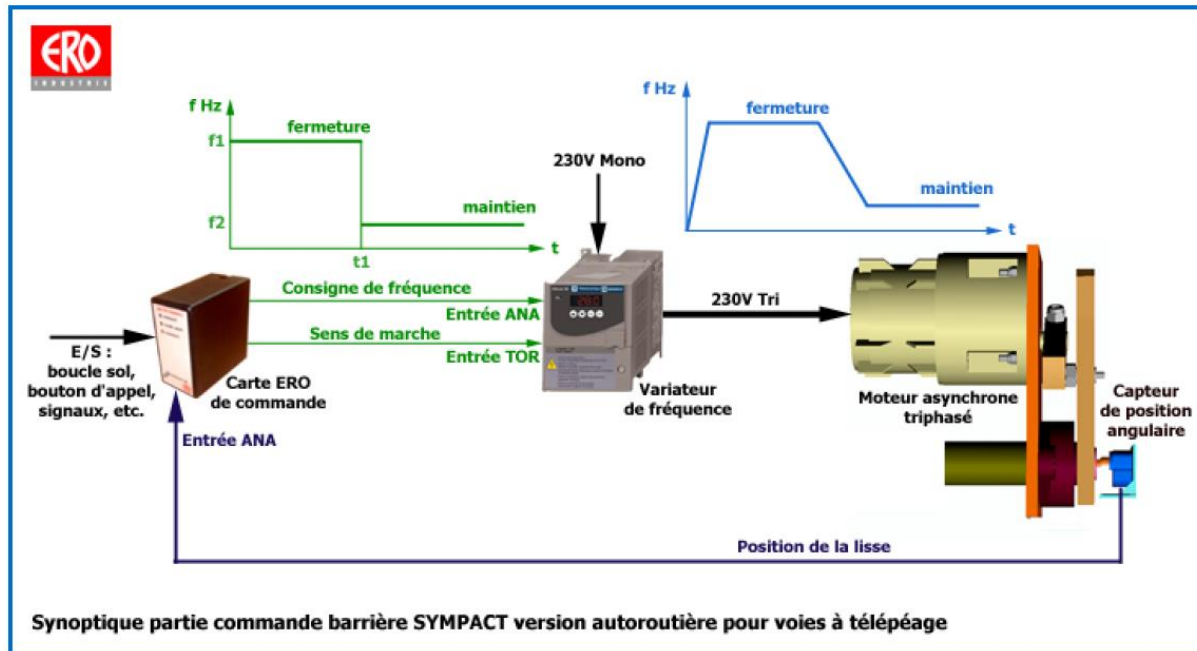 ERO
INDUSTRIE
f Hz
fermeture
f1
f2
maintien
t1
t
230V Mono
f Hz
fermeture
maintien
t
Consigne de fréquence
Entrée ANA
Sens de marche
Entrée TOR
230V Tri
E/S :
boucle sol,
bouton d'appel,
signaux, etc.
Carte ERO
de commande
Entrée ANA
Variateur
de fréquence
Moteur asynchrone
triphasé
Capteur
de position
angulaire
Position de la lisse
Synoptique partie commande barrière SYMPACT version autoroutière pour voies à télépéage